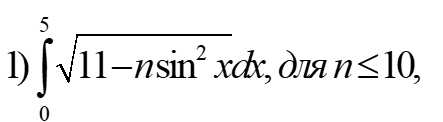 1) ∫₀⁵ √(11−n sin² x) dx, для n ≤ 10,